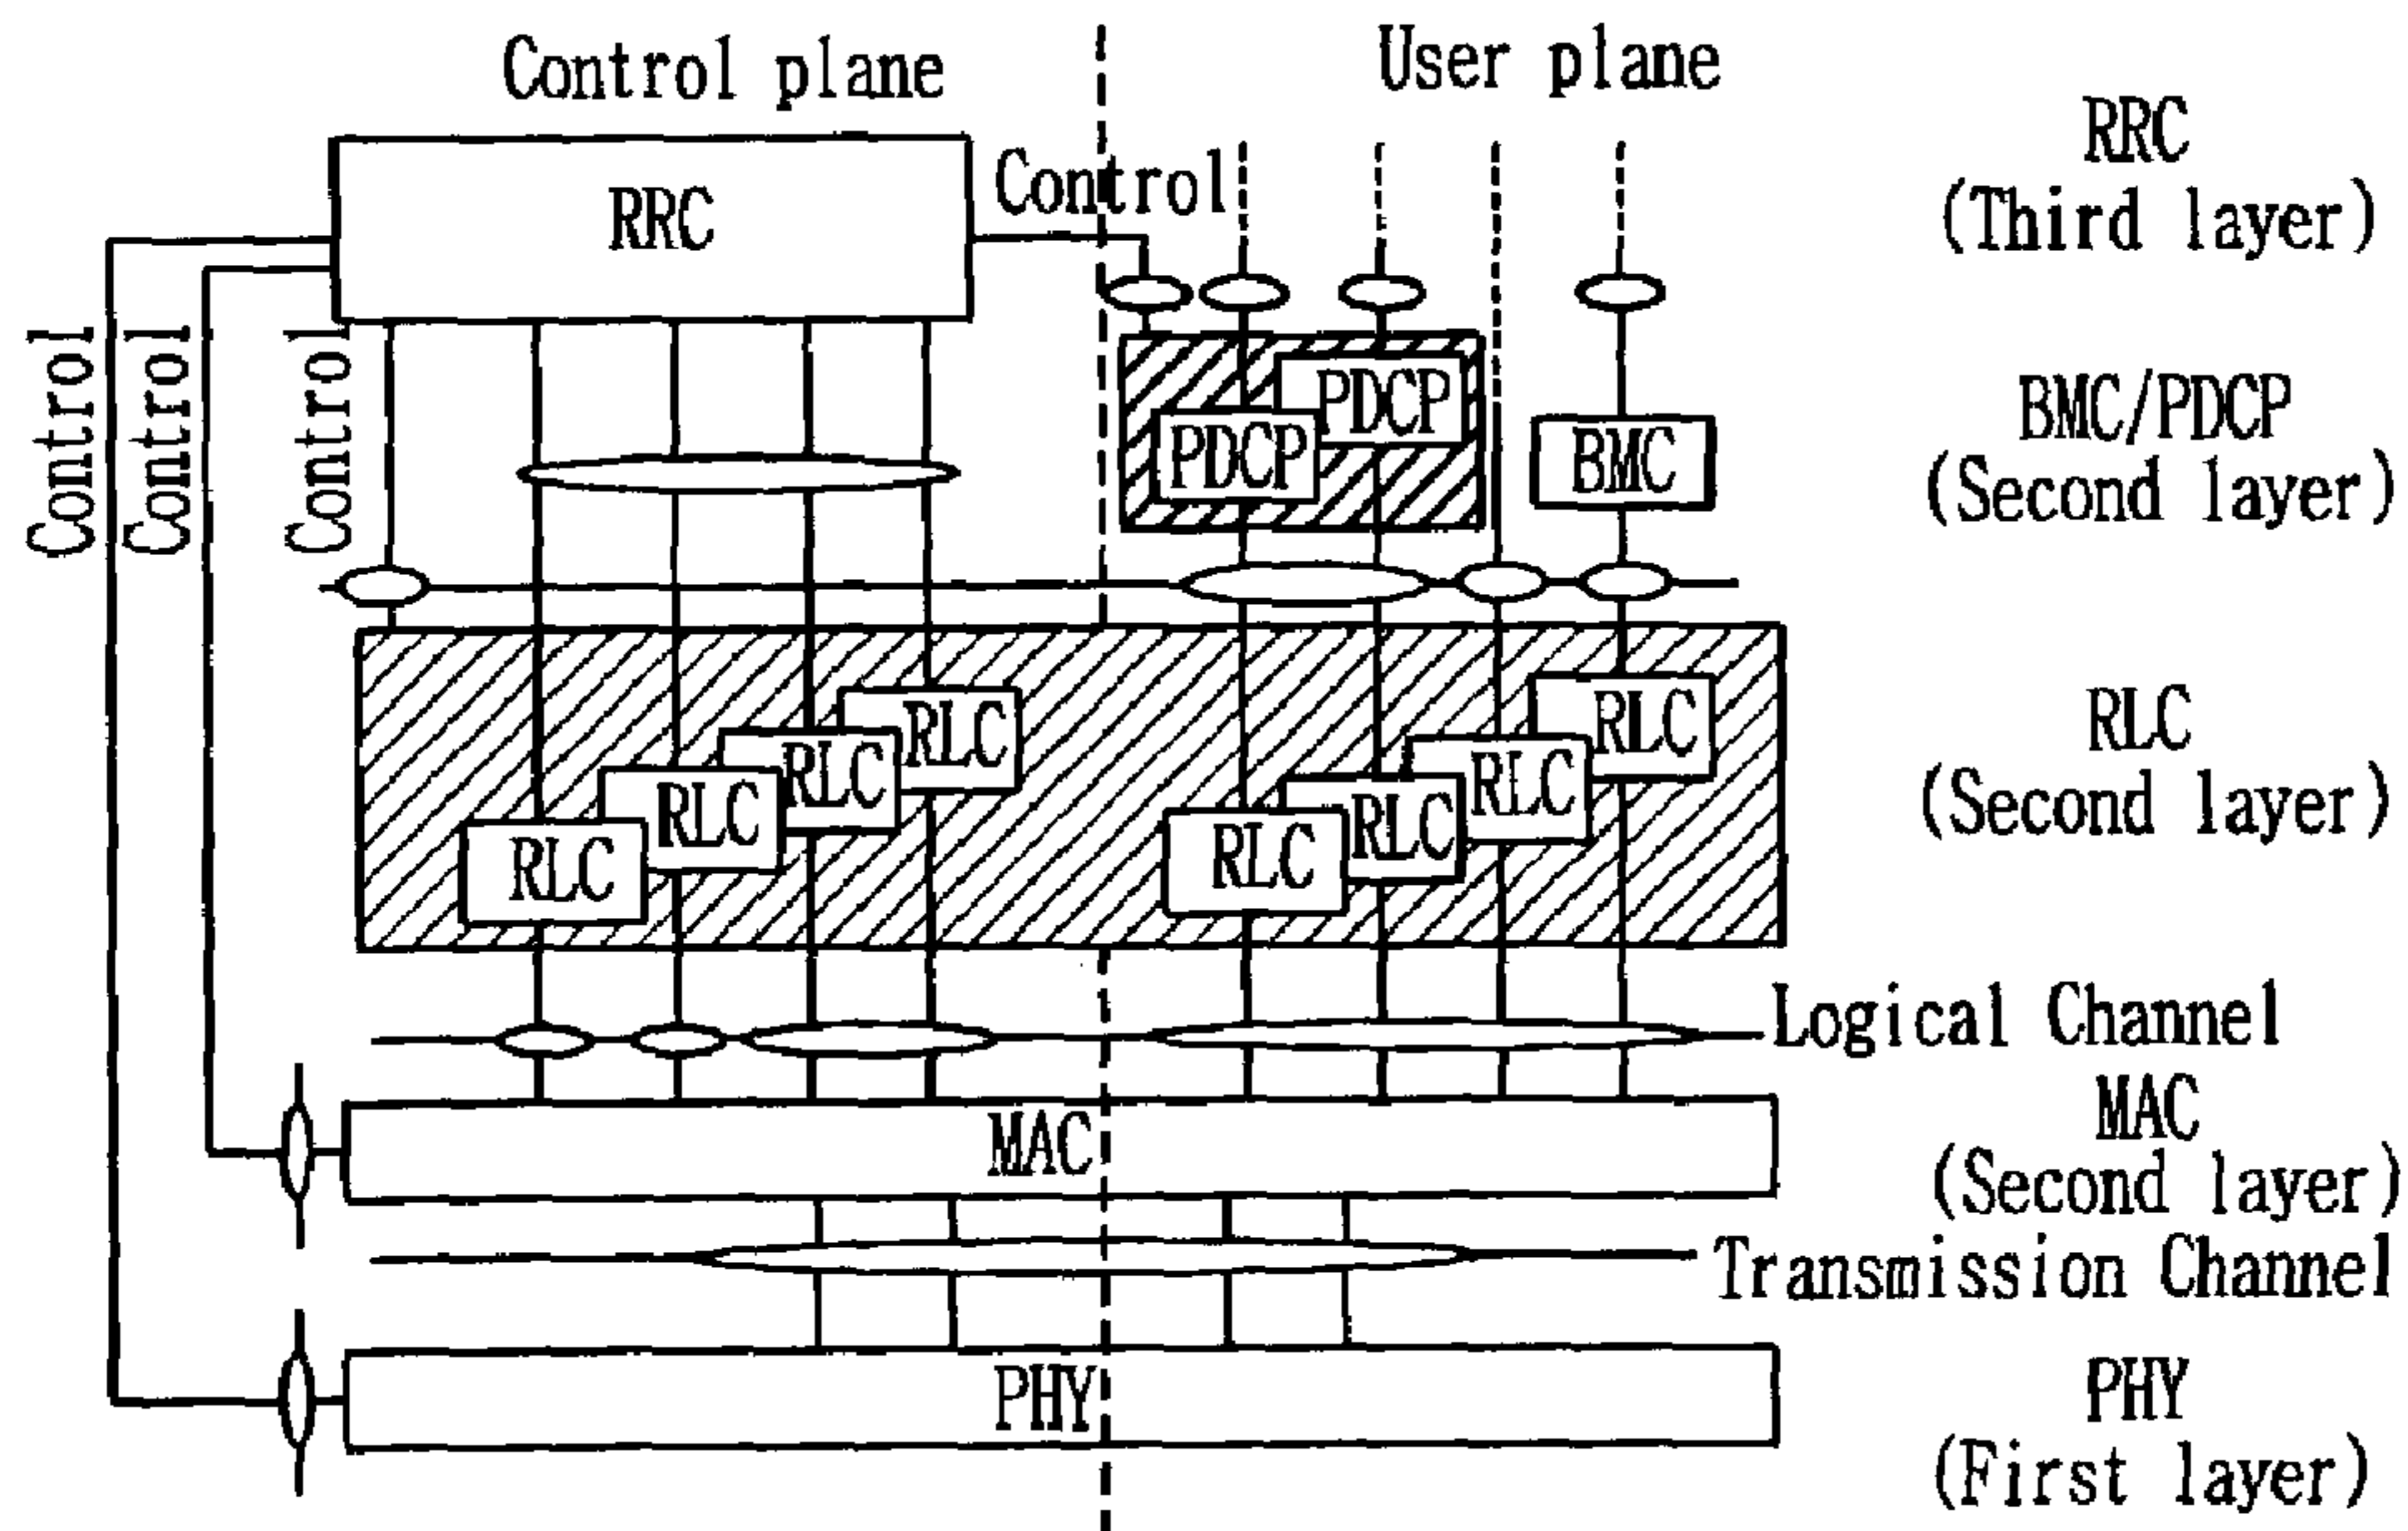 Control plane
User plane
RRC
(Third layer)
RRC
Control
Control
Control
Control
PDCP
PDCP
BMC
BMC/PDCP
(Second layer)
RLC
RLC
RLC
RLC
RLC
RLC
RLC
RLC
RLC
(Second layer)
Logical Channel
MAC
MAC
(Second layer)
Transmission Channel
PHY
PHY
(First layer)